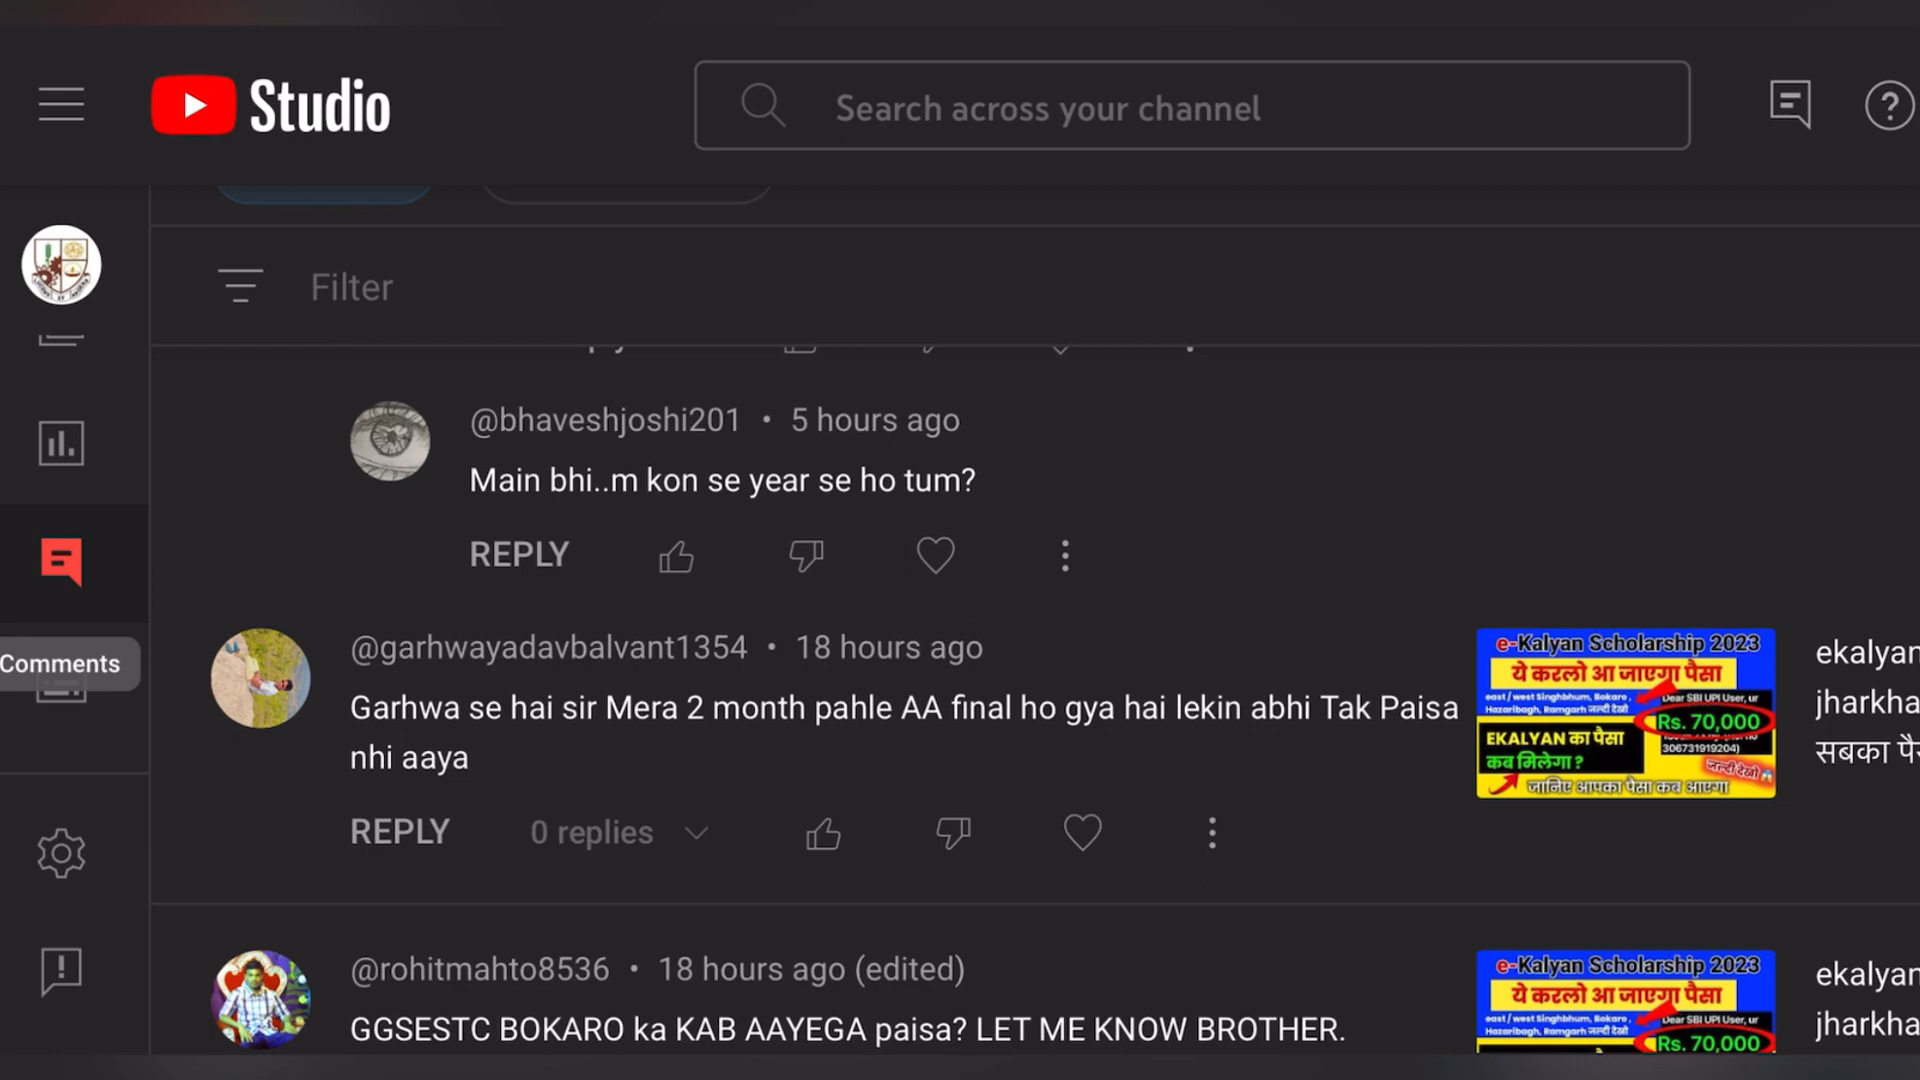 Studio
Search across your channel
Filter
@bhaveshjoshi201 • 5 hours ago
Main bhi..m kon se year se ho tum?
REPLY
Comments
@garhwayadavbalvant1354 • 18 hours ago
Garhwa se hai sir Mera 2 month pahle AA final ho gya hai lekin abhi Tak Paisa
nhi aaya
REPLY 0 replies
e-Kalyan Scholarship 2023
ये करलो आ जाएगा पैसा
east/west Singhbhum, Bokaro,
Hazaribagh, Ramgarh जल्दी देखो
Dear SBI UPI User, ur
Rs. 70,000
306731919204)
EKALYAN का पैसा
कब मिलेगा ?
जल्दी देखो
जानिए आपका पैसा कब आएगा
ekalyan
jharkha
सबका
@rohitmahto8536 • 18 hours ago (edited)
GGSESTC BOKARO ka KAB AAYEGA paisa? LET ME KNOW BROTHER.
e-Kalyan Scholarship 2023
ये करलो आ जाएगा पैसा
east/west Singhbhum, Bokaro,
Hazaribagh, Ramgarh जल्दी देखो
Dear SBI UPI User, ur
Rs. 70,000
ekalyan
jharkha